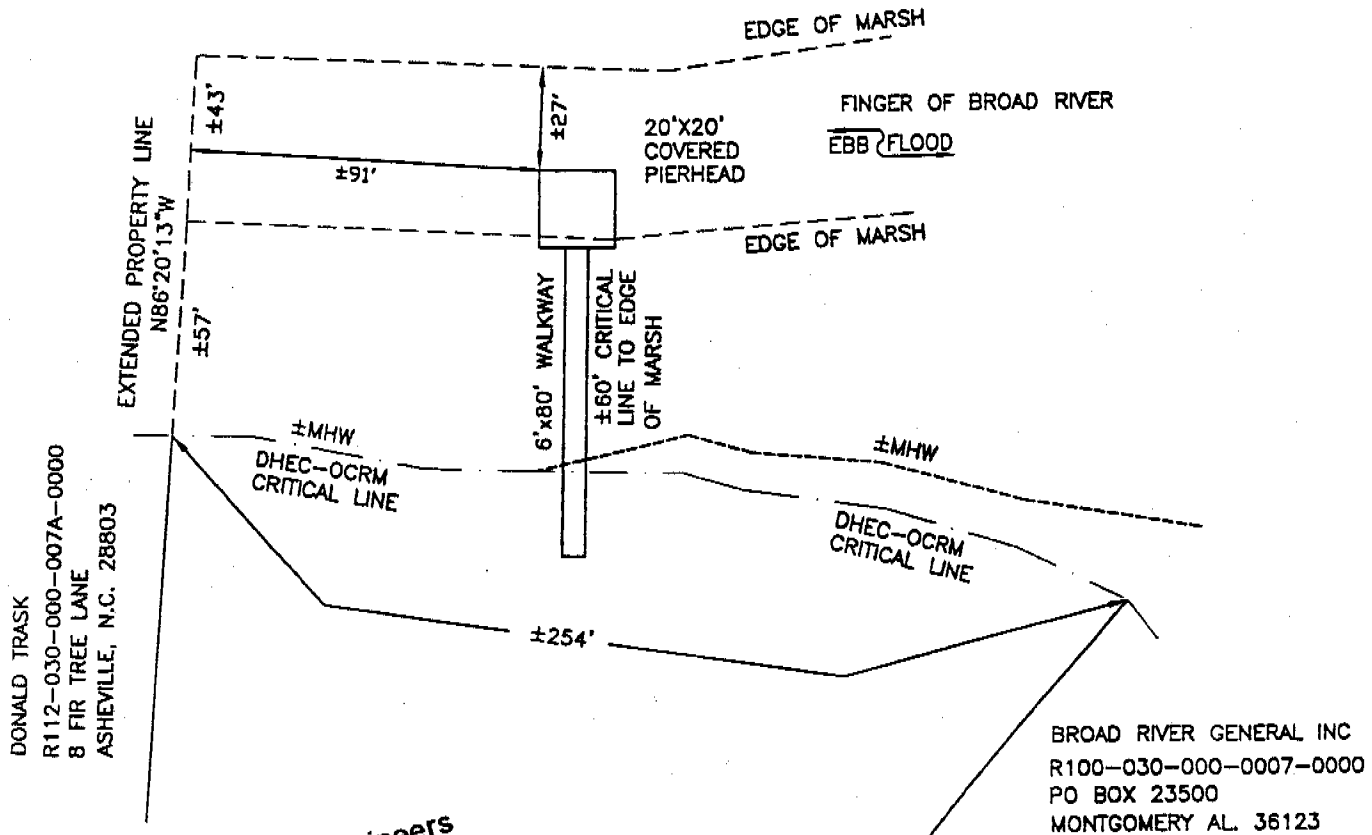 EDGE OF MARSH
FINGER OF BROAD RIVER
EBB FLOOD
±43'
±27'
20'X20'
COVERED
PIERHEAD
±91'
EXTENDED PROPERTY LINE
N86°20'13"W
EDGE OF MARSH
±57'
6'x80' WALKWAY
±60' CRITICAL
LINE TO EDGE
OF MARSH
±MHW
DHEC-OCRM
CRITICAL LINE
±MHW
DHEC-OCRM
CRITICAL LINE
±254'
DONALD TRASK
R112-030-000-007A-0000
8 FIR TREE LANE
ASHEVILLE, N.C. 28803
BROAD RIVER GENERAL INC
R100-030-000-0007-0000
PO BOX 23500
MONTGOMERY AL. 36123